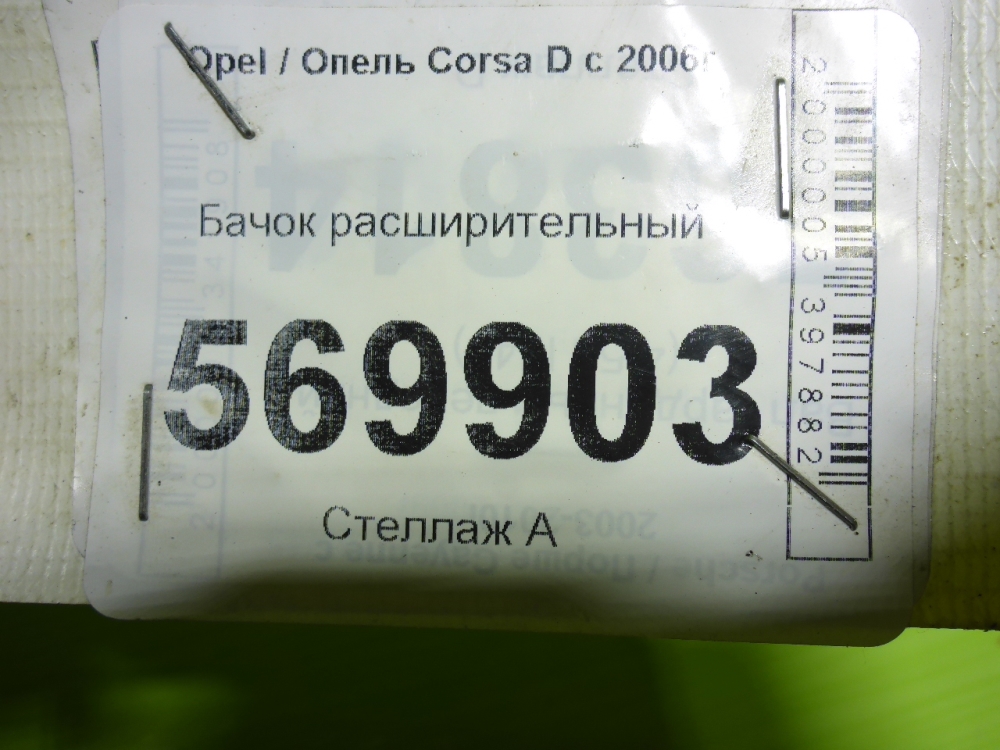 Opel / Опель Corsa D с 2006г
Бачок расширительный
569903
Стеллаж А
2000005397882